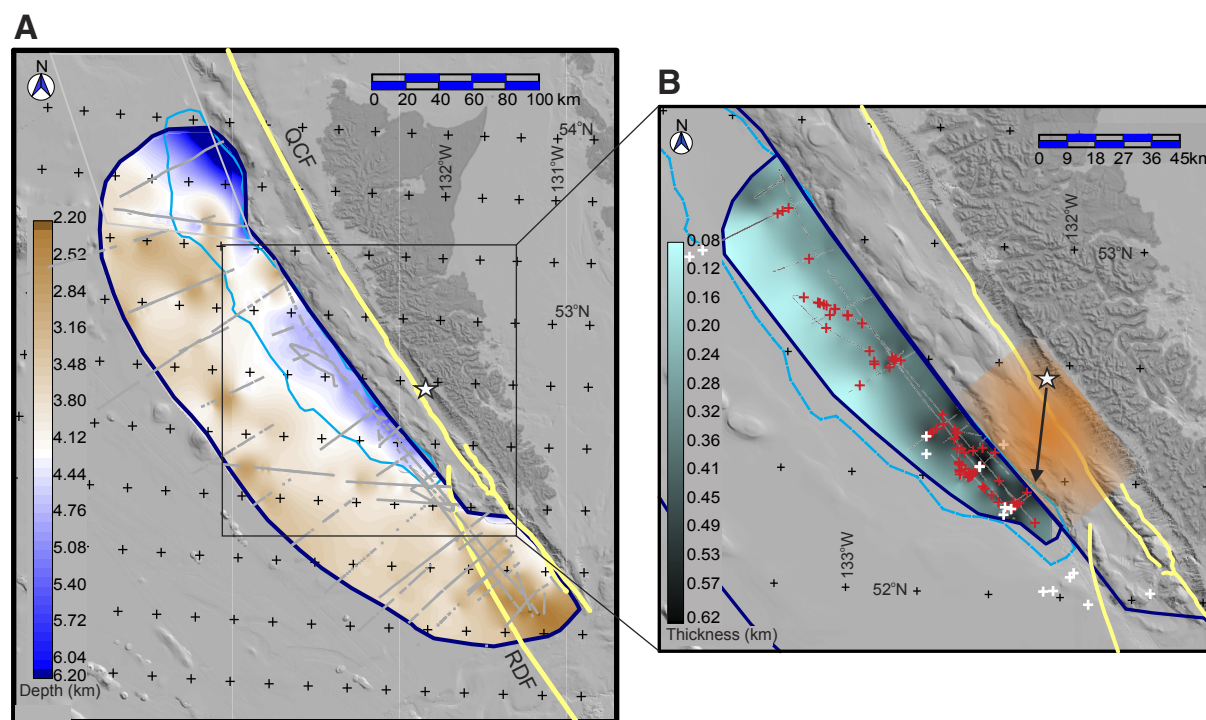 A
N
0 20 40 60 80 100 km
QCF
54°N
132°W
131°W
53°N
2.20
2.52
2.84
3.16
3.48
3.80
4.12
4.44
4.76
5.08
5.40
5.72
6.04
6.20
Depth (km)
RDF
B
N
0 9 18 27 36 45km
132°W
53°N
0.08
0.12
0.16
0.20
0.24
0.28
0.32
0.36
0.41
0.45
0.49
0.53
0.57
0.62
Thickness (km)
133°W
52°N